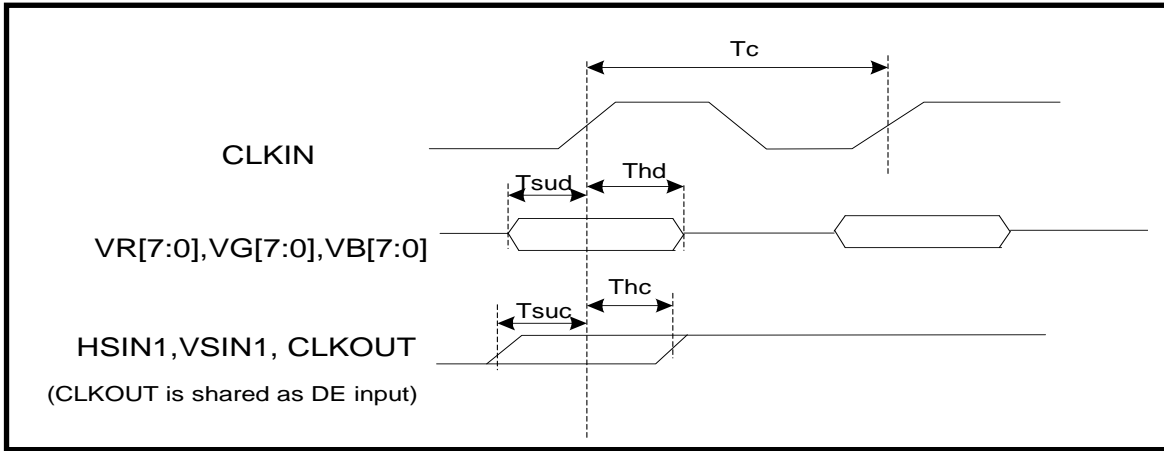 Tc
CLKIN
Tsud
Thd
VR[7:0],VG[7:0],VB[7:0]
Thc
Tsuc
HSIN1,VSIN1, CLKOUT
(CLKOUT is shared as DE input)